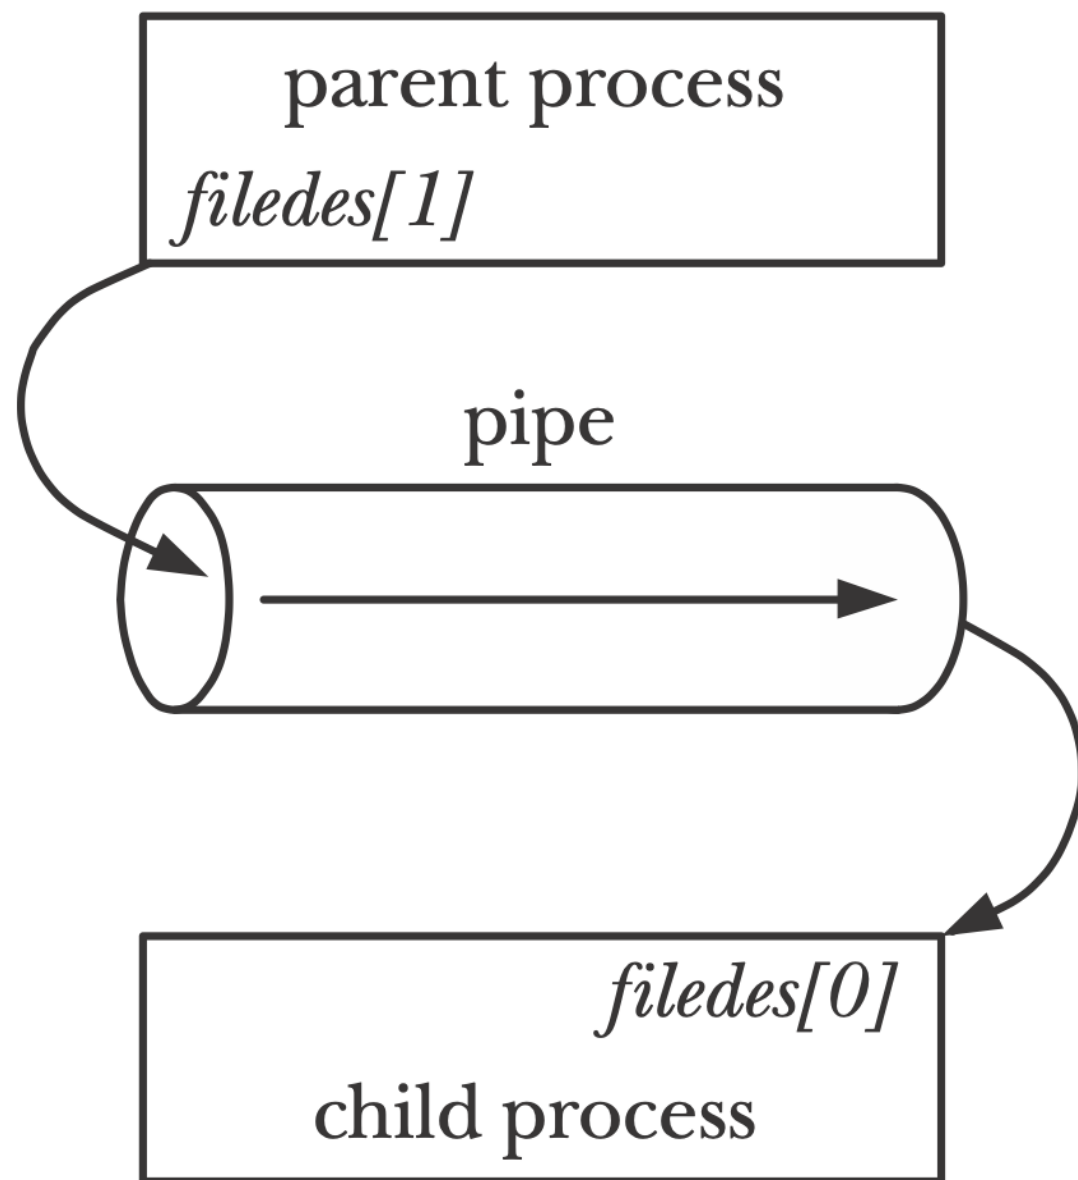 parent process
filedes[1]
pipe
filedes[0]
child process